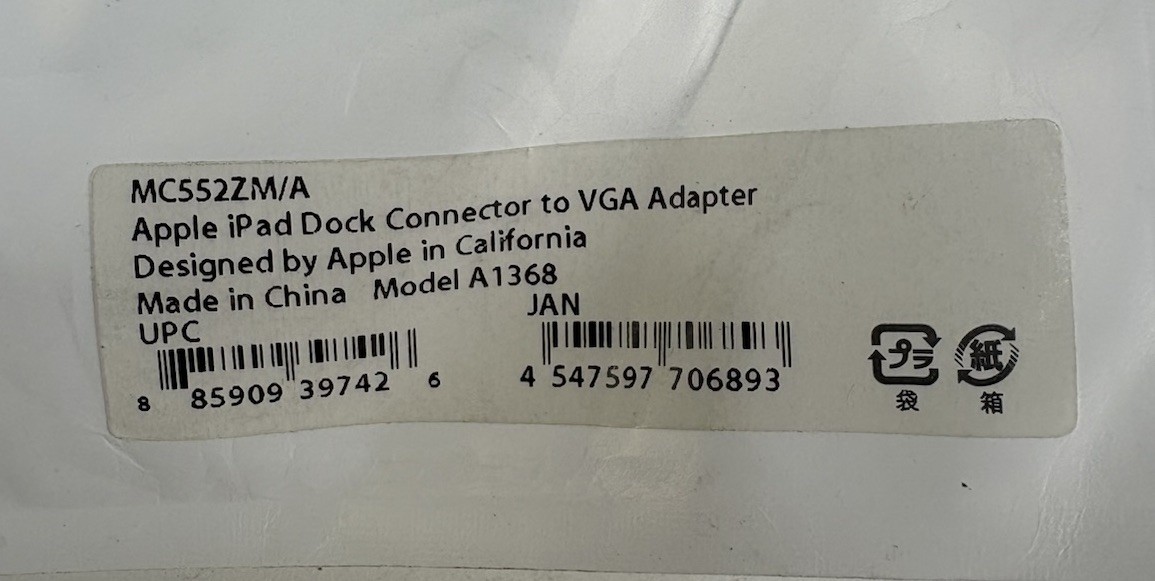 MC552ZM/A
Apple iPad Dock Connector to VGA Adapter
Designed by Apple in California
Made in China Model A1368
UPC
JAN
8 85909 39742 6
4 547597 706893
プラ
紙
袋
箱